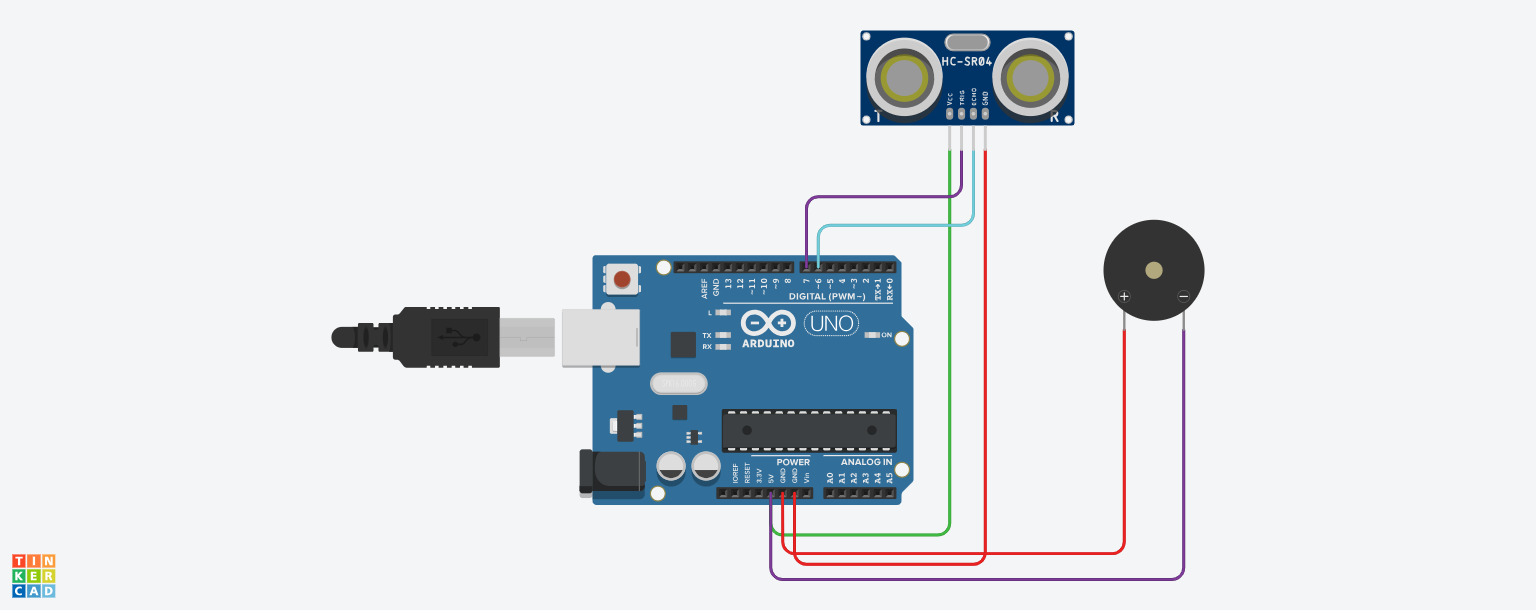 HC-SR04
VCC
TRIG
ECHO
GND
T
R
AREF
GND
13
12
~11
~10
~9
8
7
~6
~5
4
~3
2
TX→1
RX←0
DIGITAL (PWM~)
L
TX
RX
UNO
ON
ARDUINO
POWER
ANALOG IN
IOREF
RESET
3.3V
5V
GND
GND
Vin
A0
A1
A2
A3
A4
A5
+
−
TIN
KER
CAD